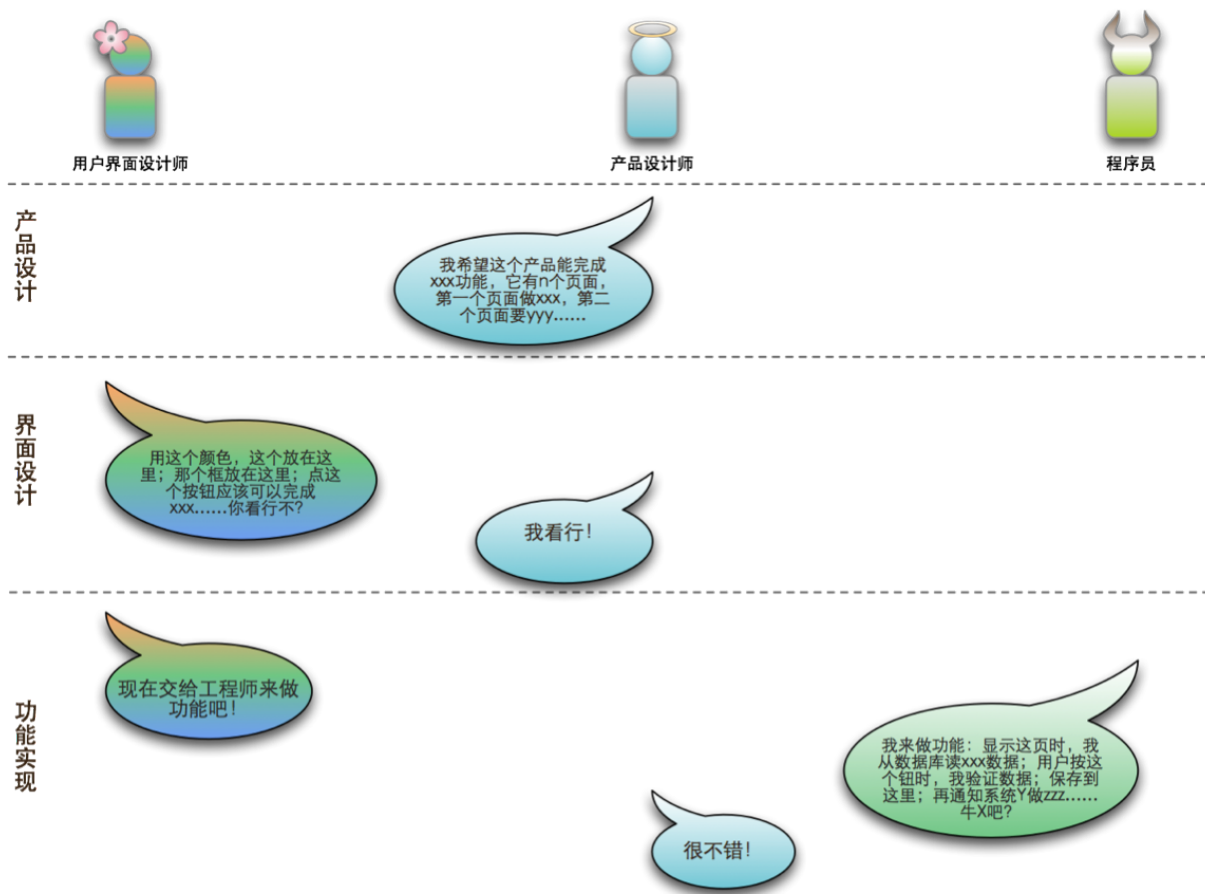 用户界面设计师
产品设计师
程序员
产品设计
我希望这个产品能完成
xxx功能，它有n个页面，
第一个页面做xxx，第二
个页面要yyy……
界面设计
用这个颜色，这个放在这
里；那个框放在这里；点这
个按钮应该可以完成
xxx……你看行不？
我看行！
功能实现
现在交给工程师来做
功能吧！
我来做功能：显示这页时，我
从数据库读xxx数据；用户按这
个钮时，我验证数据；保存到
这里；再通知系统Y做zzz……
牛X吧？
很不错！